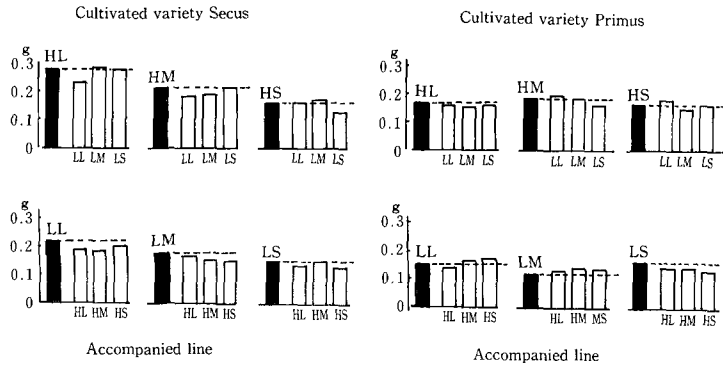 Cultivated variety Secus
g
HL
0.3
0.2
0.1
0
LL LM LS
HM
LL LM LS
HS
LL LM LS
g
LL
0.3
0.2
0.1
0
HL HM HS
LM
HL HM HS
LS
HL HM HS
Accompanied line
Cultivated variety Primus
g
HL
0.3
0.2
0.1
0
LL LM LS
HM
LL LM LS
HS
LL LM LS
g
LL
0.3
0.2
0.1
0
HL HM HS
LM
HL HM MS
LS
HL HM HS
Accompanied line